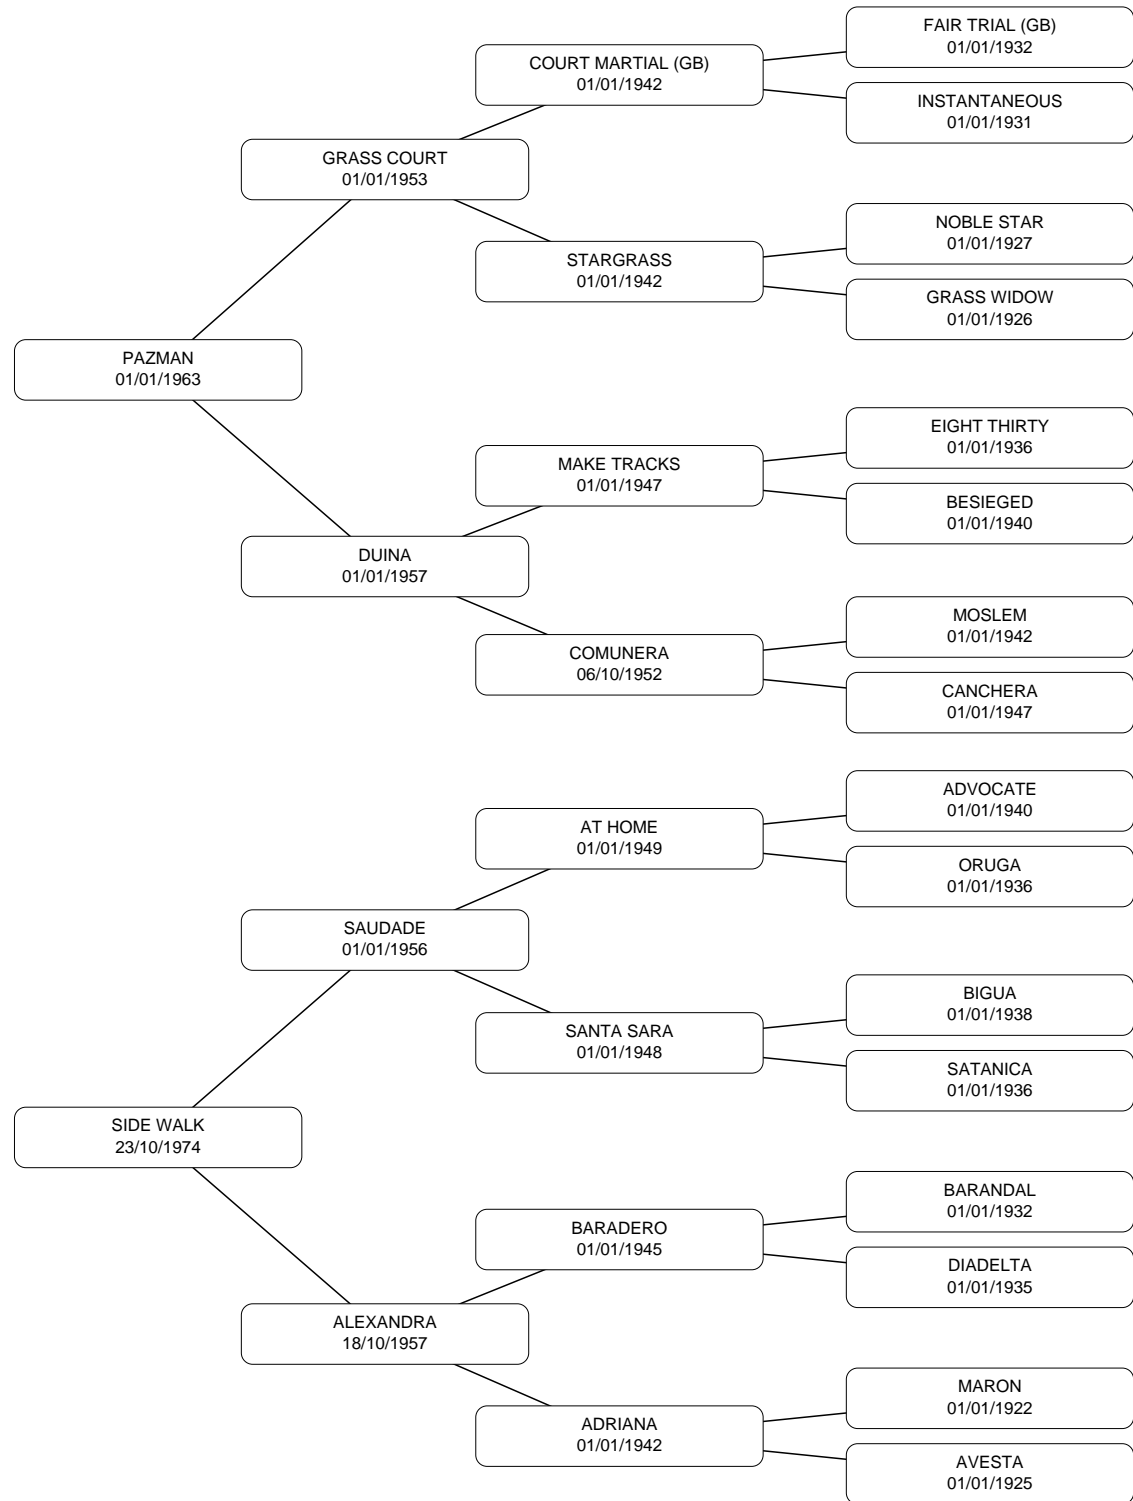 FAIR TRIAL (GB)
01/01/1932
COURT MARTIAL (GB)
01/01/1942
INSTANTANEOUS
01/01/1931
GRASS COURT
01/01/1953
NOBLE STAR
01/01/1927
STARGRASS
01/01/1942
GRASS WIDOW
01/01/1926
PAZMAN
01/01/1963
EIGHT THIRTY
01/01/1936
MAKE TRACKS
01/01/1947
BESIEGED
01/01/1940
DUINA
01/01/1957
MOSLEM
01/01/1942
COMUNERA
06/10/1952
CANCHERA
01/01/1947
ADVOCATE
01/01/1940
AT HOME
01/01/1949
ORUGA
01/01/1936
SAUDADE
01/01/1956
BIGUA
01/01/1938
SANTA SARA
01/01/1948
SATANICA
01/01/1936
SIDE WALK
23/10/1974
BARANDAL
01/01/1932
BARADERO
01/01/1945
DIADELTA
01/01/1935
ALEXANDRA
18/10/1957
MARON
01/01/1922
ADRIANA
01/01/1942
AVESTA
01/01/1925